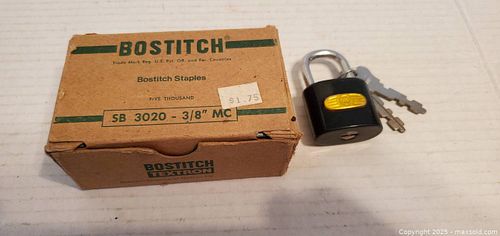 BOSTITCH
Trade Mark Reg. U.S. Pat. Off. and For. Countries
Bostitch Staples
FIVE THOUSAND
$1.75
SB 3020 - 3/8" MC
BOSTITCH
TEXTRON
Copyright 2025 - maxsold.com